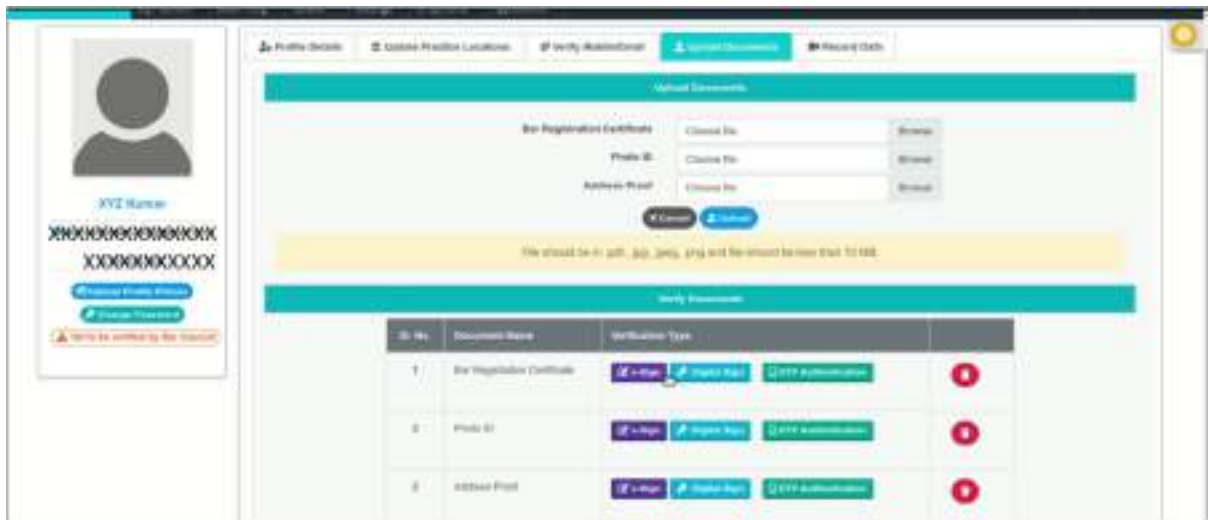 Profile Details
Update Practice Locations
Verify Mobile/Email
Upload Documents
Record Oath
Upload Documents
Bar Registration Certificate
Choose file
Browse
Photo ID
Choose file
Browse
Address Proof
Choose file
Browse
Cancel
Upload
File should be in .pdf, .jpg, .jpeg, .png and file should be less than 10 MB.
XYZ Kumar
XXXXXXXXXXX
Change Password
Verify Documents
Sr. No.
Document Name
Verification Type
1
Bar Registration Certificate
e-Sign
Digital Sign
OTP Authentication
2
Photo ID
e-Sign
Digital Sign
OTP Authentication
3
Address Proof
e-Sign
Digital Sign
OTP Authentication